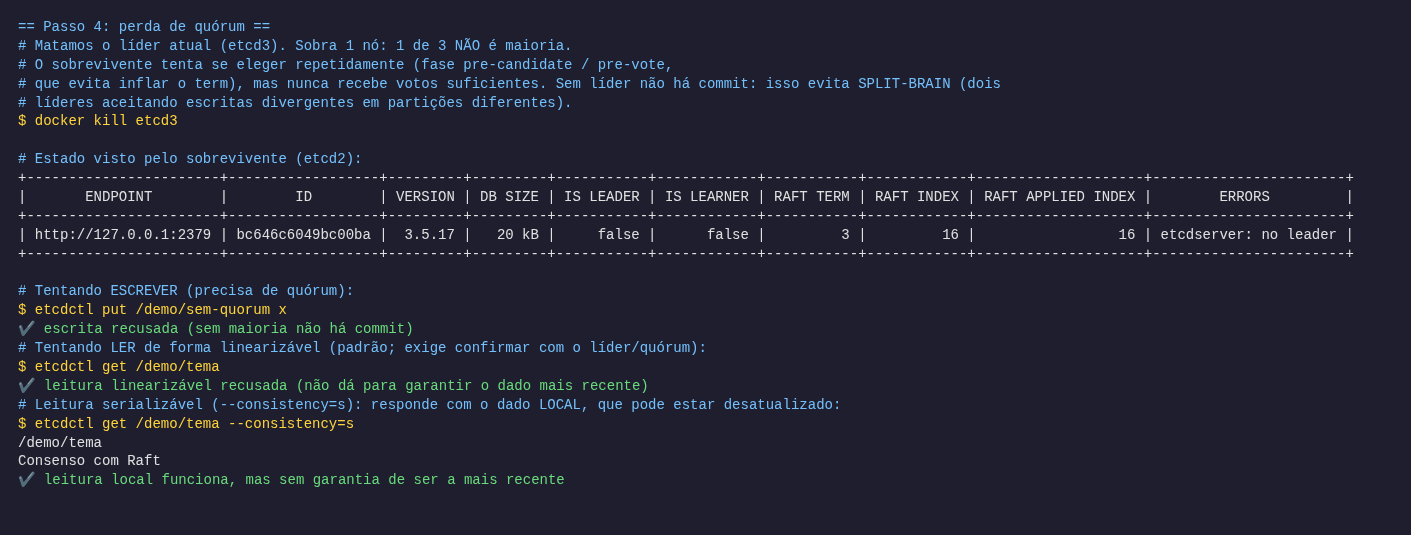 == Passo 4: perda de quórum ==
# Matamos o líder atual (etcd3). Sobra 1 nó: 1 de 3 NÃO é maioria.
# O sobrevivente tenta se eleger repetidamente (fase pre-candidate / pre-vote,
# que evita inflar o term), mas nunca recebe votos suficientes. Sem líder não há commit: isso evita SPLIT-BRAIN (dois
# líderes aceitando escritas divergentes em partições diferentes).
$ docker kill etcd3

# Estado visto pelo sobrevivente (etcd2):
+------------------------+------------------+---------+---------+-----------+------------+-----------+------------+--------------------+-----------------------+
|       ENDPOINT        |        ID        | VERSION | DB SIZE | IS LEADER | IS LEARNER | RAFT TERM | RAFT INDEX | RAFT APPLIED INDEX |        ERRORS         |
+------------------------+------------------+---------+---------+-----------+------------+-----------+------------+--------------------+-----------------------+
| http://127.0.0.1:2379 | bc646c6049bc00ba |  3.5.17 |   20 kB |     false |      false |         3 |         16 |                 16 | etcdserver: no leader |
+------------------------+------------------+---------+---------+-----------+------------+-----------+------------+--------------------+-----------------------+

# Tentando ESCREVER (precisa de quórum):
$ etcdctl put /demo/sem-quorum x
✔ escrita recusada (sem maioria não há commit)
# Tentando LER de forma linearizável (padrão; exige confirmar com o líder/quórum):
$ etcdctl get /demo/tema
✔ leitura linearizável recusada (não dá para garantir o dado mais recente)
# Leitura serializável (--consistency=s): responde com o dado LOCAL, que pode estar desatualizado:
$ etcdctl get /demo/tema --consistency=s
/demo/tema
Consenso com Raft
✔ leitura local funciona, mas sem garantia de ser a mais recente